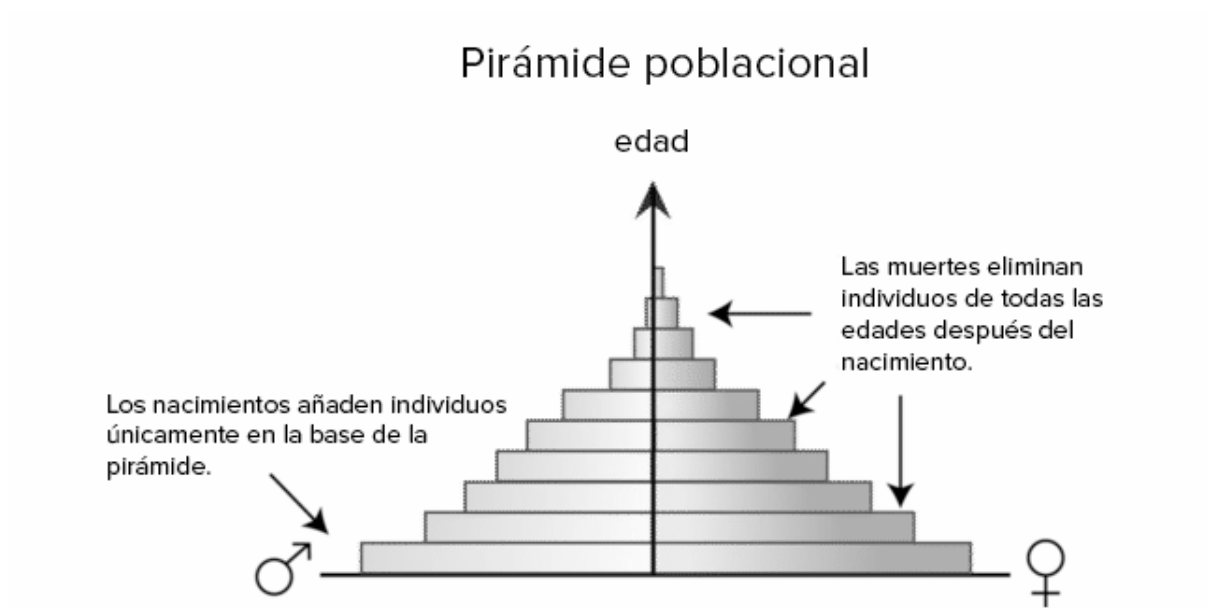 Pirámide poblacional
edad
Las muertes eliminan
individuos de todas las
edades después del
nacimiento.
Los nacimientos añaden individuos
únicamente en la base de la
pirámide.